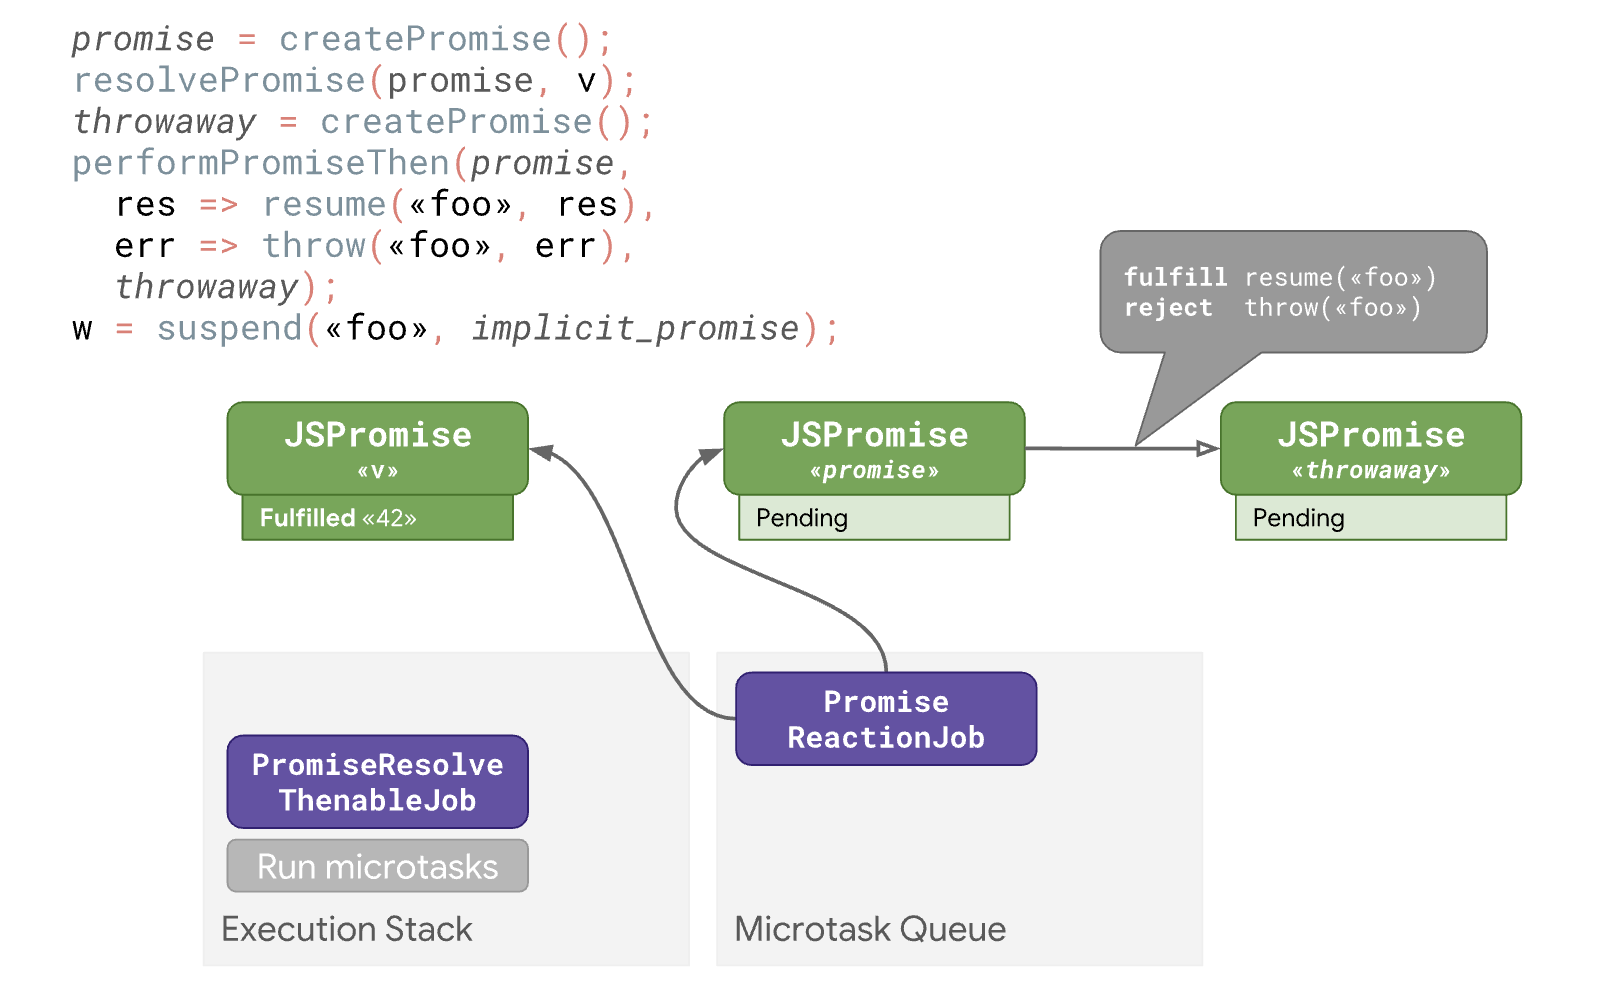 promise = createPromise();
resolvePromise(promise, v);
throwaway = createPromise();
performPromiseThen(promise,
  res => resume(«foo», res),
  err => throw(«foo», err),
  throwaway);
w = suspend(«foo», implicit_promise);
fulfill resume(«foo»)
reject  throw(«foo»)
JSPromise
«v»
Fulfilled «42»
JSPromise
«promise»
Pending
JSPromise
«throwaway»
Pending
PromiseResolve
ThenableJob
Run microtasks
Execution Stack
Promise
ReactionJob
Microtask Queue